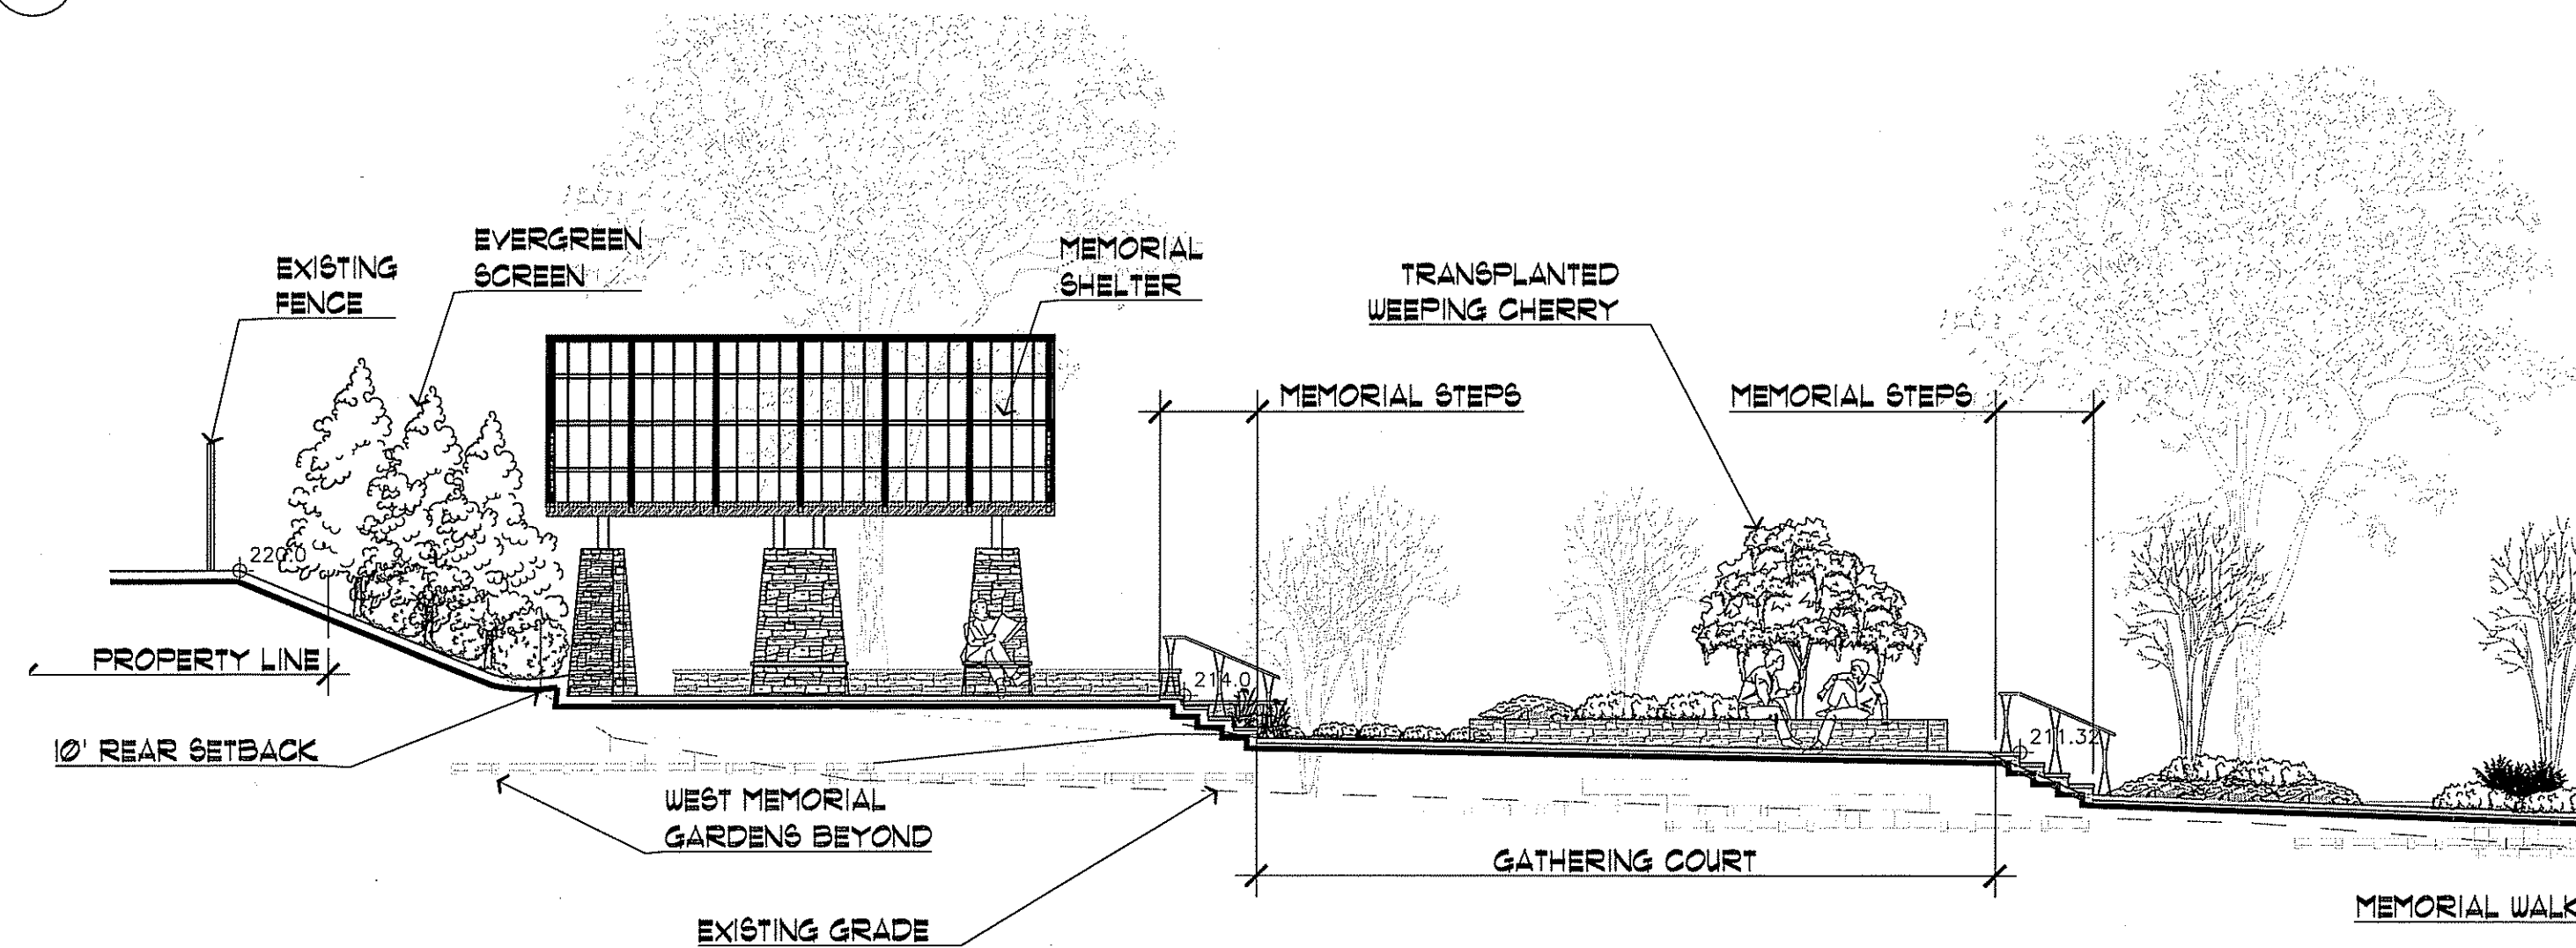 EXISTING
FENCE
EVERGREEN
SCREEN
MEMORIAL
SHELTER
TRANSPLANTED
WEEPING CHERRY
MEMORIAL STEPS
MEMORIAL STEPS
220.0
PROPERTY LINE
214.0
211.32
10' REAR SETBACK
WEST MEMORIAL
GARDENS BEYOND
GATHERING COURT
EXISTING GRADE
MEMORIAL WALK